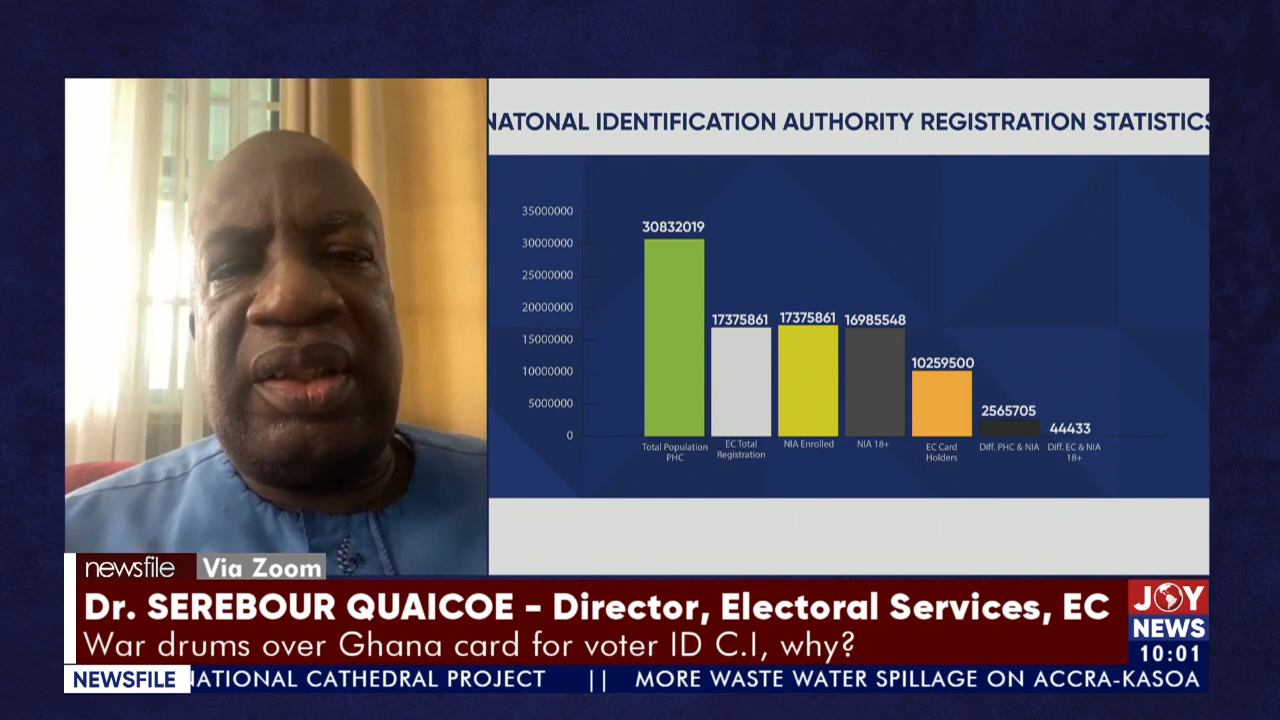 NATONAL IDENTIFICATION AUTHORITY REGISTRATION STATISTICS
35000000
30000000
25000000
20000000
15000000
10000000
5000000
0
30832019
17375861
17375861
16985548
10259500
2565705
44433
Total Population
PHC
EC Total
Registration
NIA Enrolled
NIA 18+
EC Card
Holders
Diff. PHC & NIA
Diff. EC & NIA
18+
newsfile
Via Zoom
Dr. SEREBOUR QUAICOE - Director, Electoral Services, EC
War drums over Ghana card for voter ID C.I, why?
JOY
NEWS
10:01
NEWSFILE
NATIONAL CATHEDRAL PROJECT || MORE WASTE WATER SPILLAGE ON ACCRA-KASOA